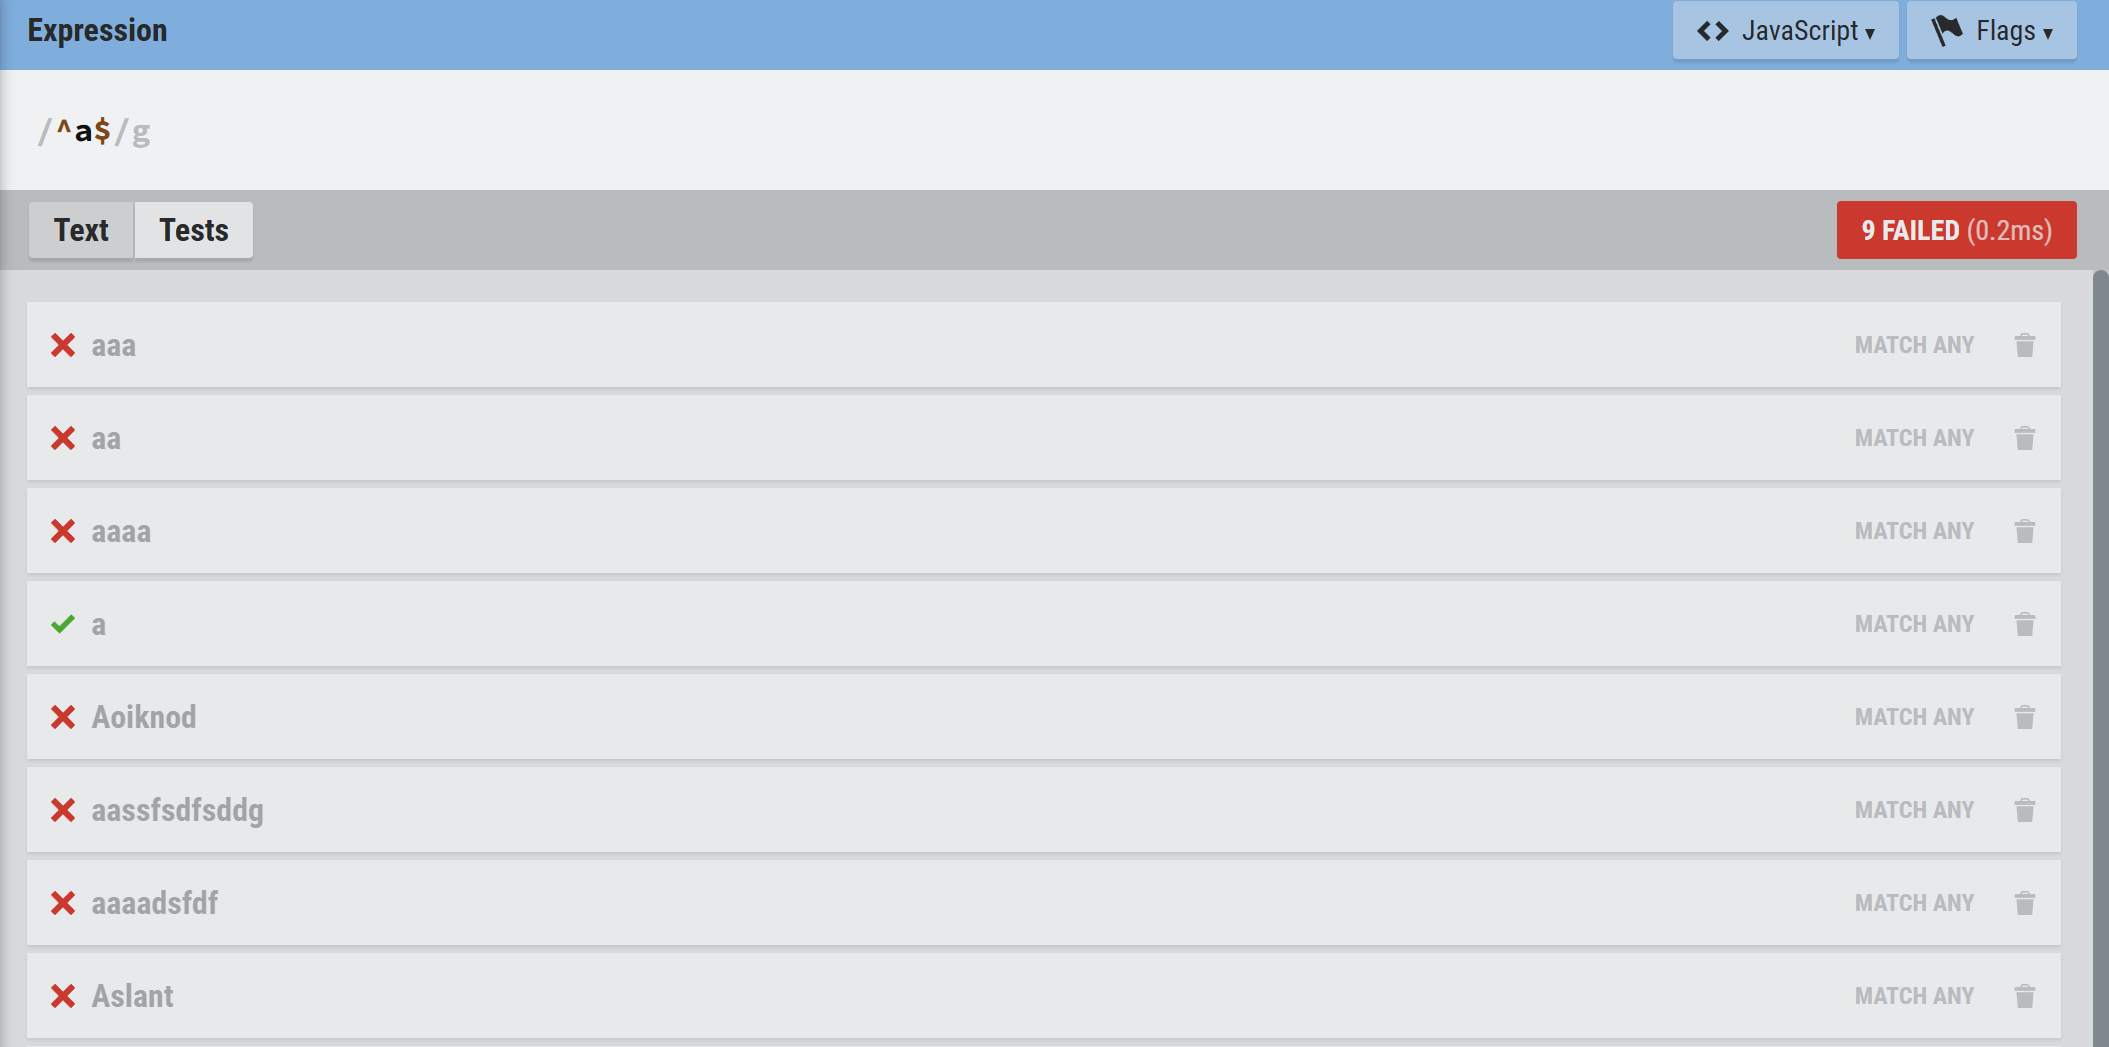 Expression
JavaScript ▾
Flags ▾
/^a$/g
Text
Tests
9 FAILED (0.2ms)
aaa MATCH ANY
aa MATCH ANY
aaaa MATCH ANY
a MATCH ANY
Aoiknod MATCH ANY
aassfsdfsddg MATCH ANY
aaaadsfdf MATCH ANY
Aslant MATCH ANY